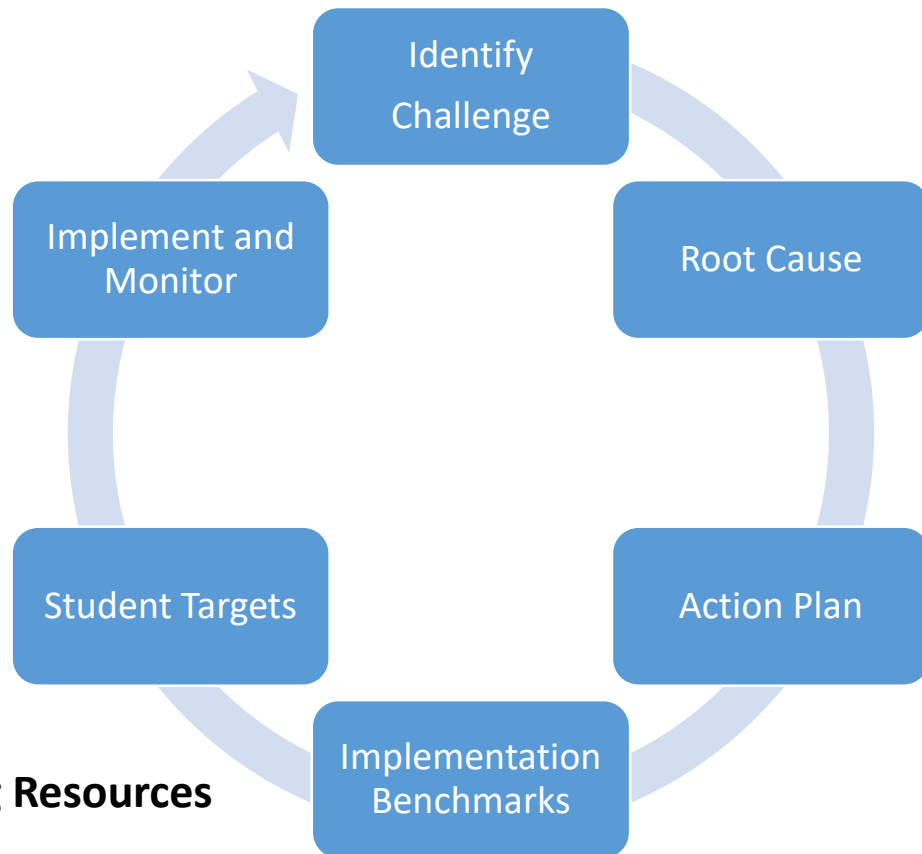 Identify
Challenge
Root Cause
Action Plan
Implementation
Benchmarks
Student Targets
Implement and
Monitor
Resources